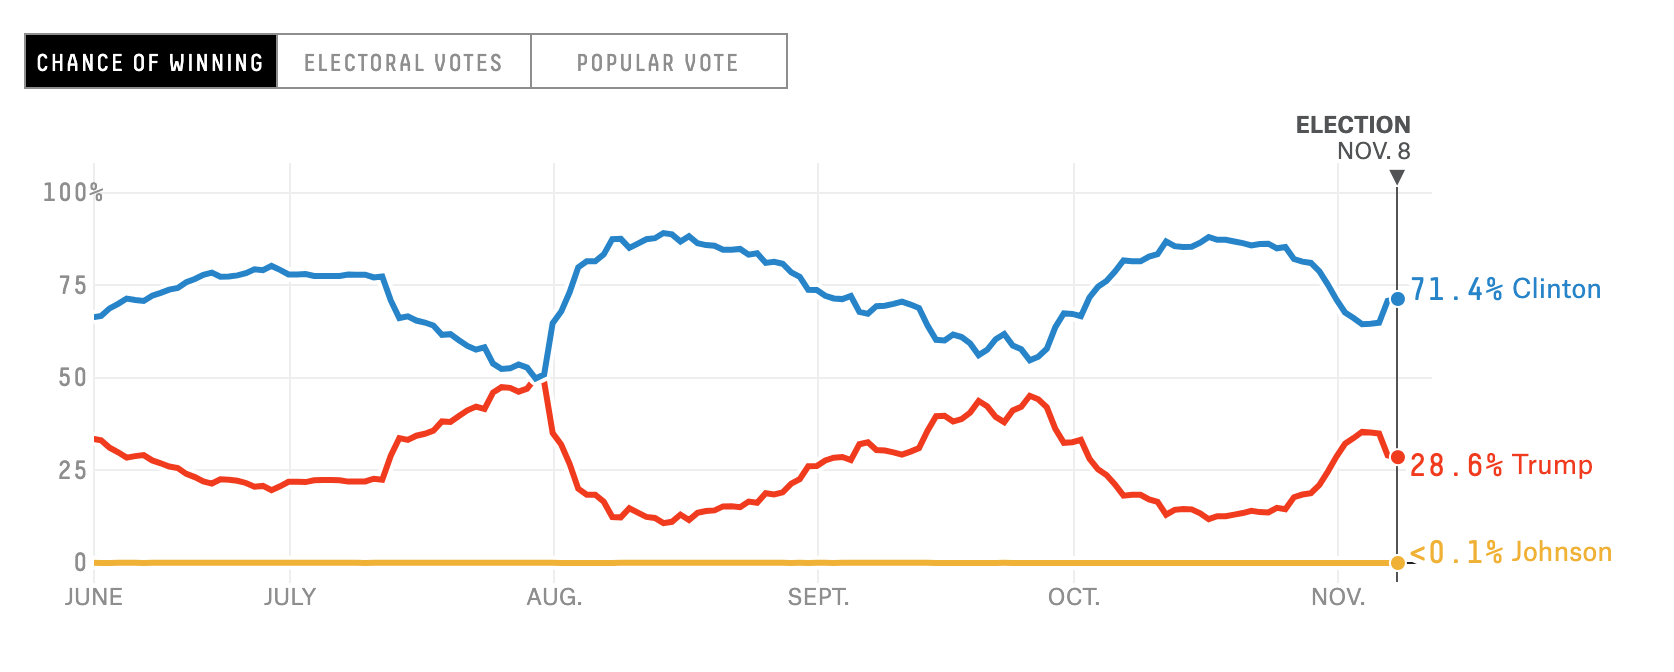 CHANCE OF WINNING
ELECTORAL VOTES
POPULAR VOTE
ELECTION
NOV. 8
100%
75
71.4% Clinton
50
25
28.6% Trump
0
<0.1% Johnson
JUNE
JULY
AUG.
SEPT.
OCT.
NOV.